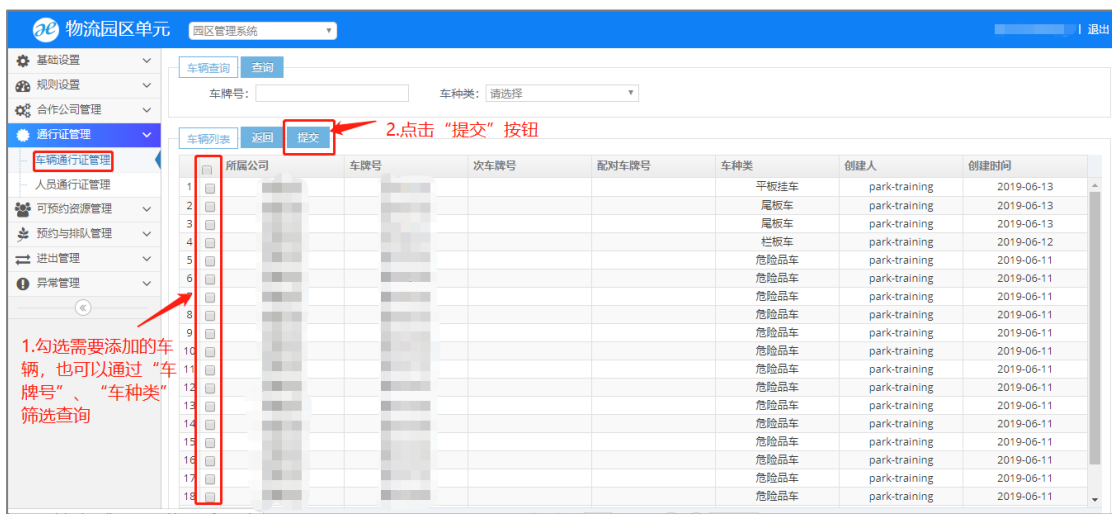 物流园区单元 园区管理系统 | 退出
基础设置
规则设置
合作公司管理
通行证管理
车辆通行证管理
人员通行证管理
可预约资源管理
预约与排队管理
进出管理
异常管理
1.勾选需要添加的车
辆，也可以通过“车
牌号”、“车种类”
筛选查询
车辆查询 查询
车牌号： 车种类： 请选择
车辆列表 返回 提交
2.点击“提交”按钮
所属公司 车牌号 次车牌号 配对车牌号 车种类 创建人 创建时间
1 平板挂车 park-training 2019-06-13
2 尾板车 park-training 2019-06-13
3 尾板车 park-training 2019-06-13
4 栏板车 park-training 2019-06-12
5 危险品车 park-training 2019-06-11
6 危险品车 park-training 2019-06-11
危险品车 park-training 2019-06-11
8 危险品车 park-training 2019-06-11
9 危险品车 park-training 2019-06-11
10 危险品车 park-training 2019-06-11
11 危险品车 park-training 2019-06-11
12 危险品车 park-training 2019-06-11
13 危险品车 park-training 2019-06-11
14 危险品车 park-training 2019-06-11
15 危险品车 park-training 2019-06-11
16 危险品车 park-training 2019-06-11
17 危险品车 park-training 2019-06-11
18 危险品车 park-training 2019-06-11